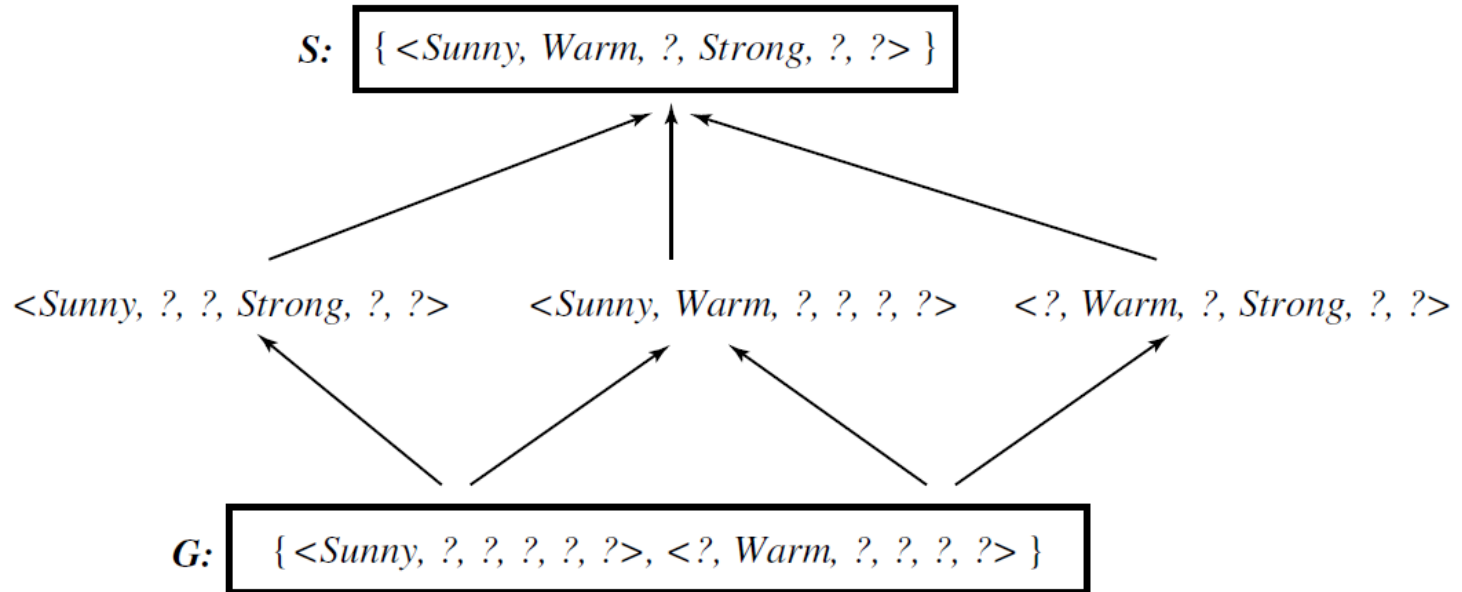 S: { <Sunny, Warm, ?, Strong, ?, ?> }
<Sunny, ?, ?, Strong, ?, ?> <Sunny, Warm, ?, ?, ?, ?> <?, Warm, ?, Strong, ?, ?>
G: { <Sunny, ?, ?, ?, ?, ?>, <?, Warm, ?, ?, ?, ?> }